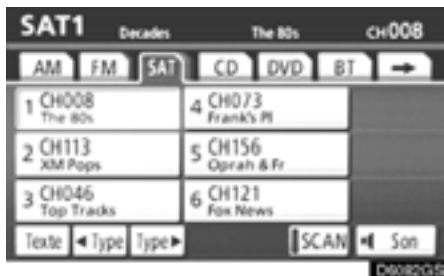 SAT1 Decades The 80s CH008
AM FM SAT CD DVD BT
1 CH008
The 80s
4 CH073
Frank's Pl
2 CH113
XM Pops
5 CH156
Oprah & Fr
3 CH046
Top Tracks
6 CH121
Fox News
Texte ◄ Type Type ► SCAN Son